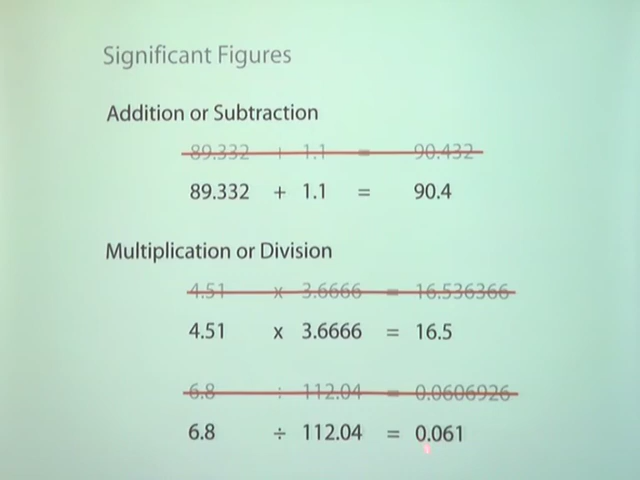 Significant Figures
Addition or Subtraction
89.332 + 1.1 = 90.432
89.332 + 1.1 = 90.4
Multiplication or Division
4.51 x 3.6666 = 16.536366
4.51 x 3.6666 = 16.5
6.8 ÷ 112.04 = 0.0606926
6.8 ÷ 112.04 = 0.061